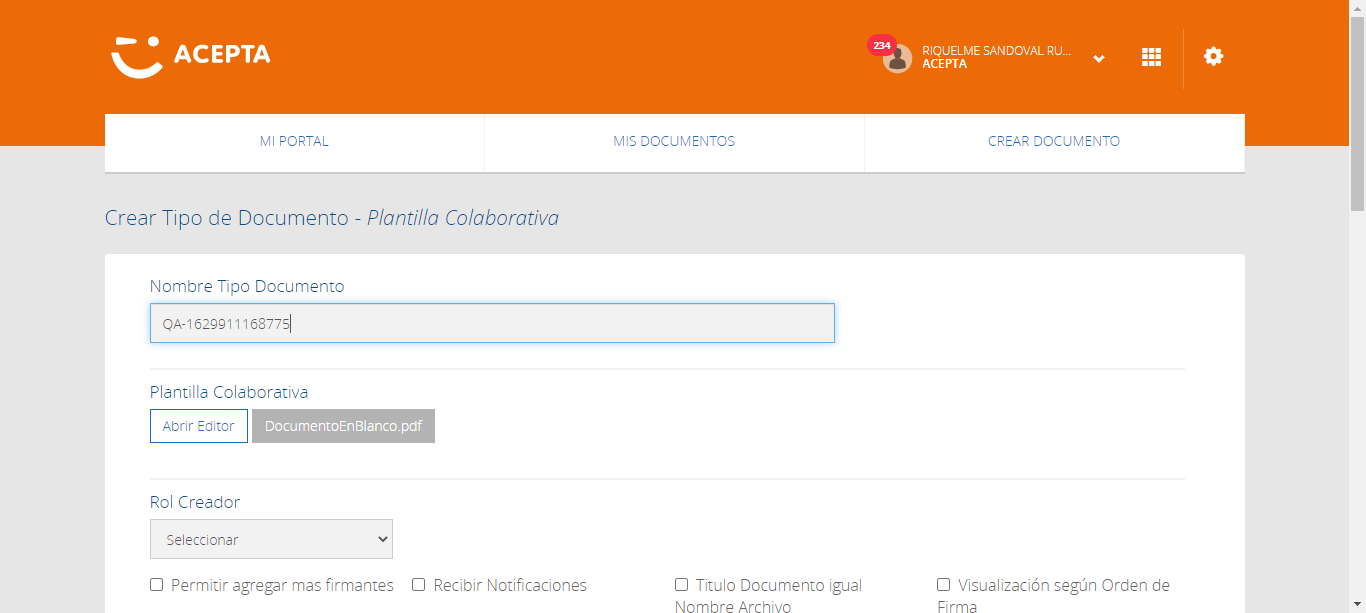 ACEPTA
234
RIQUELME SANDOVAL RU...
ACEPTA
MI PORTAL
MIS DOCUMENTOS
CREAR DOCUMENTO
Crear Tipo de Documento - Plantilla Colaborativa
Nombre Tipo Documento
QA-1629911168775
Plantilla Colaborativa
Abrir Editor
DocumentoEnBlanco.pdf
Rol Creador
Seleccionar
Permitir agregar mas firmantes
Recibir Notificaciones
Titulo Documento igual
Nombre Archivo
Visualización según Orden de
Firma